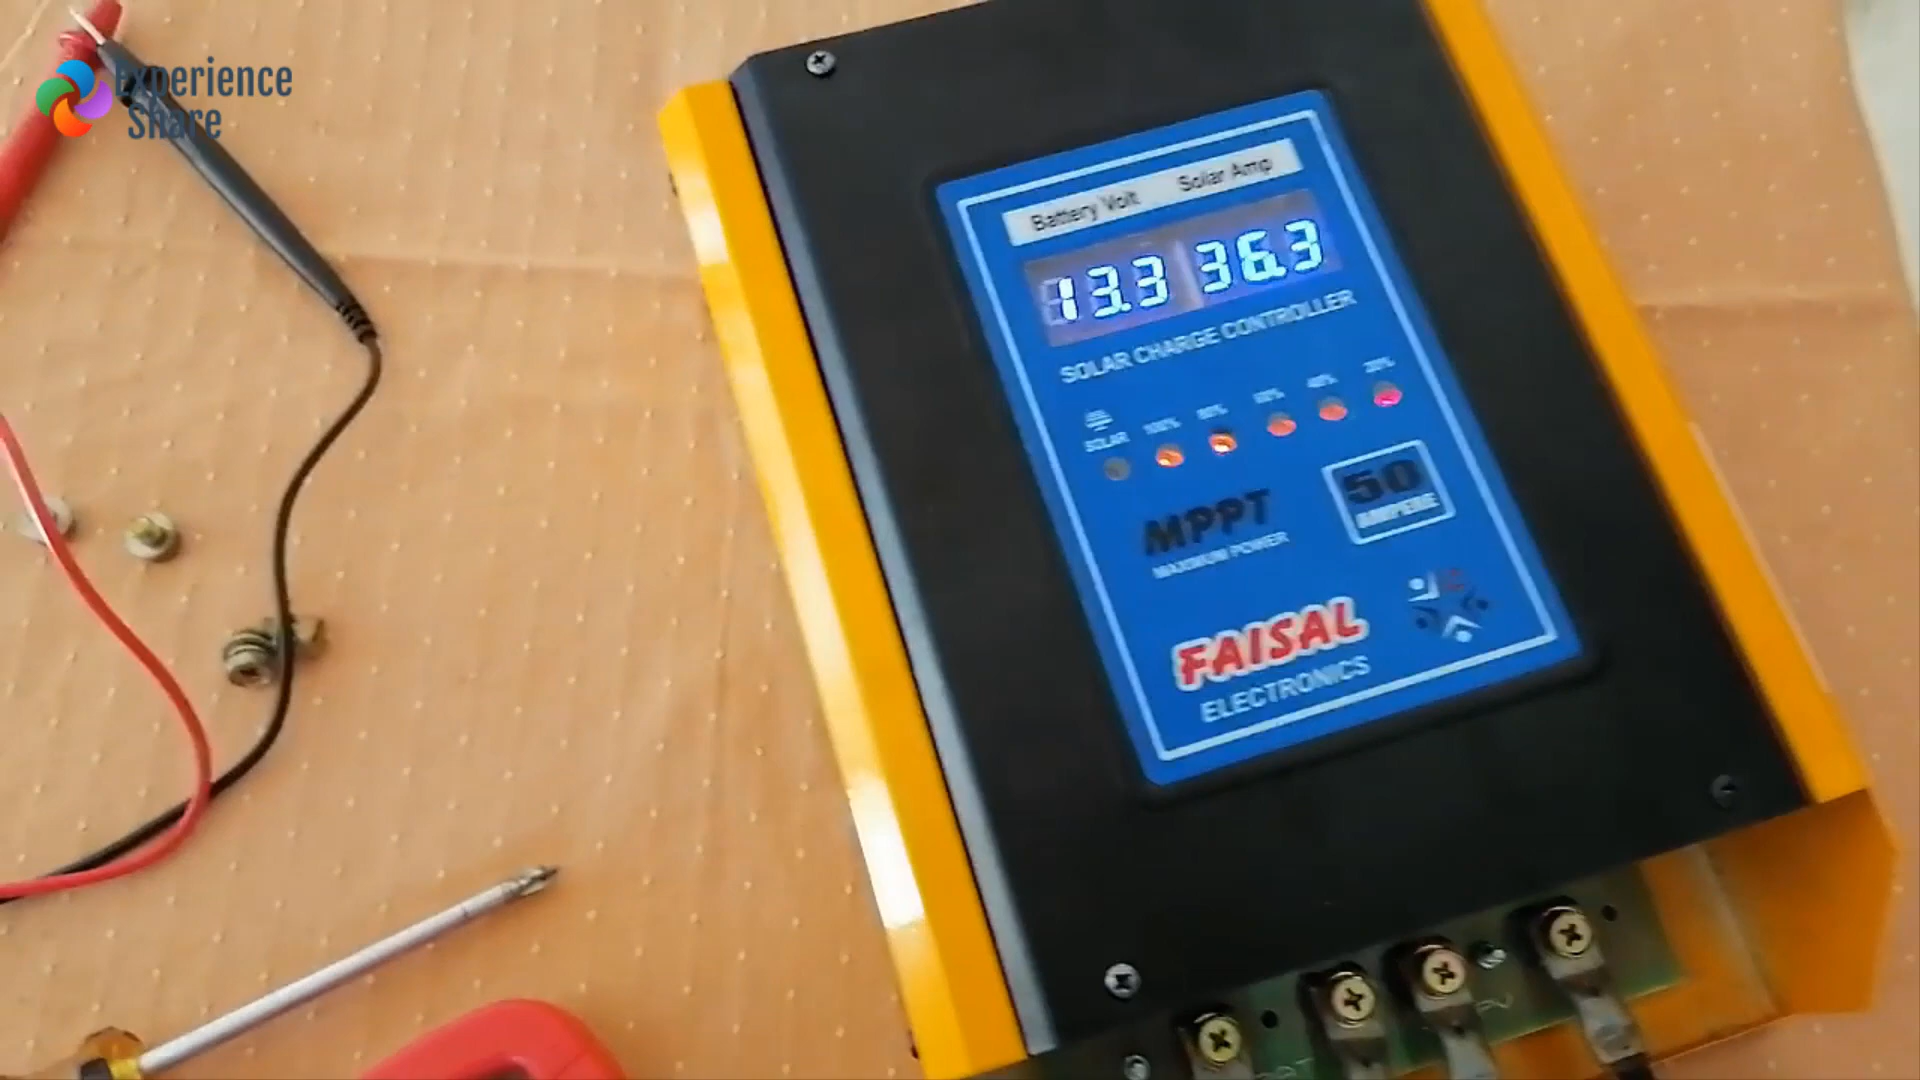 Experience
Share
Battery Volt Solar Amp
13.3 36.3
SOLAR CHARGE CONTROLLER
SOLAR 100% 80% 60% 40% 20%
MPPT
MAXIMUM POWER
50
AMPERE
FAISAL
ELECTRONICS